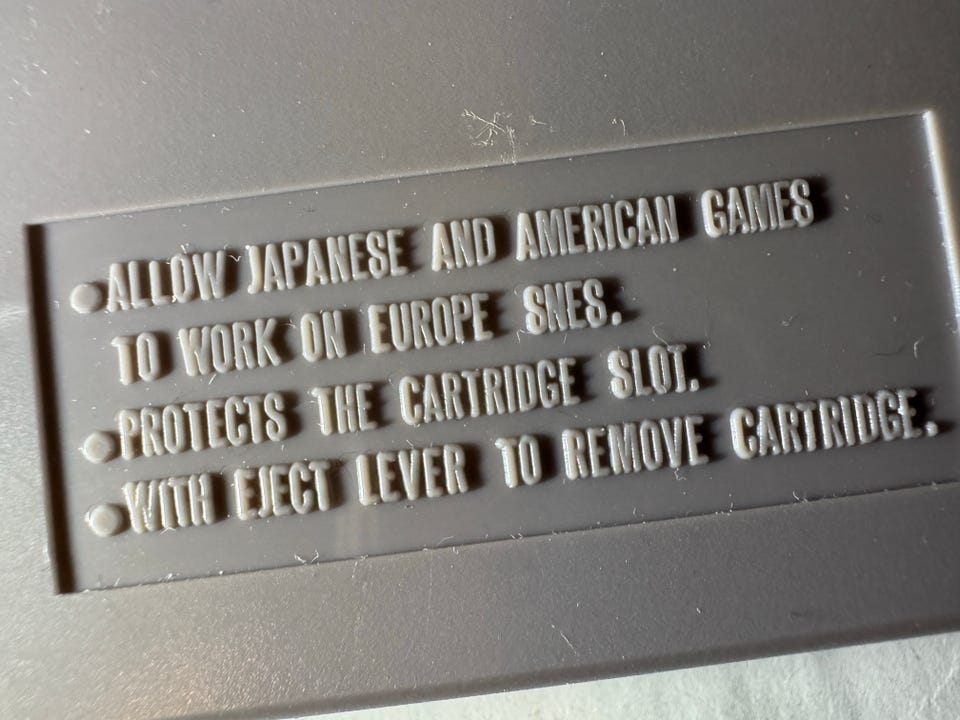 ●ALLOW JAPANESE AND AMERICAN GAMES
TO WORK ON EUROPE SNES.
●PROTECTS THE CARTRIDGE SLOT.
●WITH EJECT LEVER TO REMOVE CARTRIDGE.